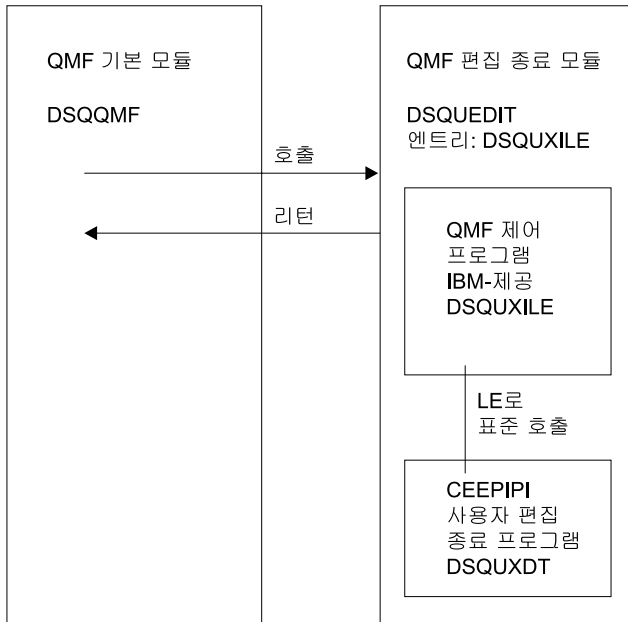 QMF 기본 모듈
DSQQMF
호출
리턴
QMF 편집 종료 모듈
DSQUEDIT
엔트리: DSQUXILE
QMF 제어
프로그램
IBM-제공
DSQUXILE
LE로
표준 호출
CEEPIPI
사용자 편집
종료 프로그램
DSQUXDT